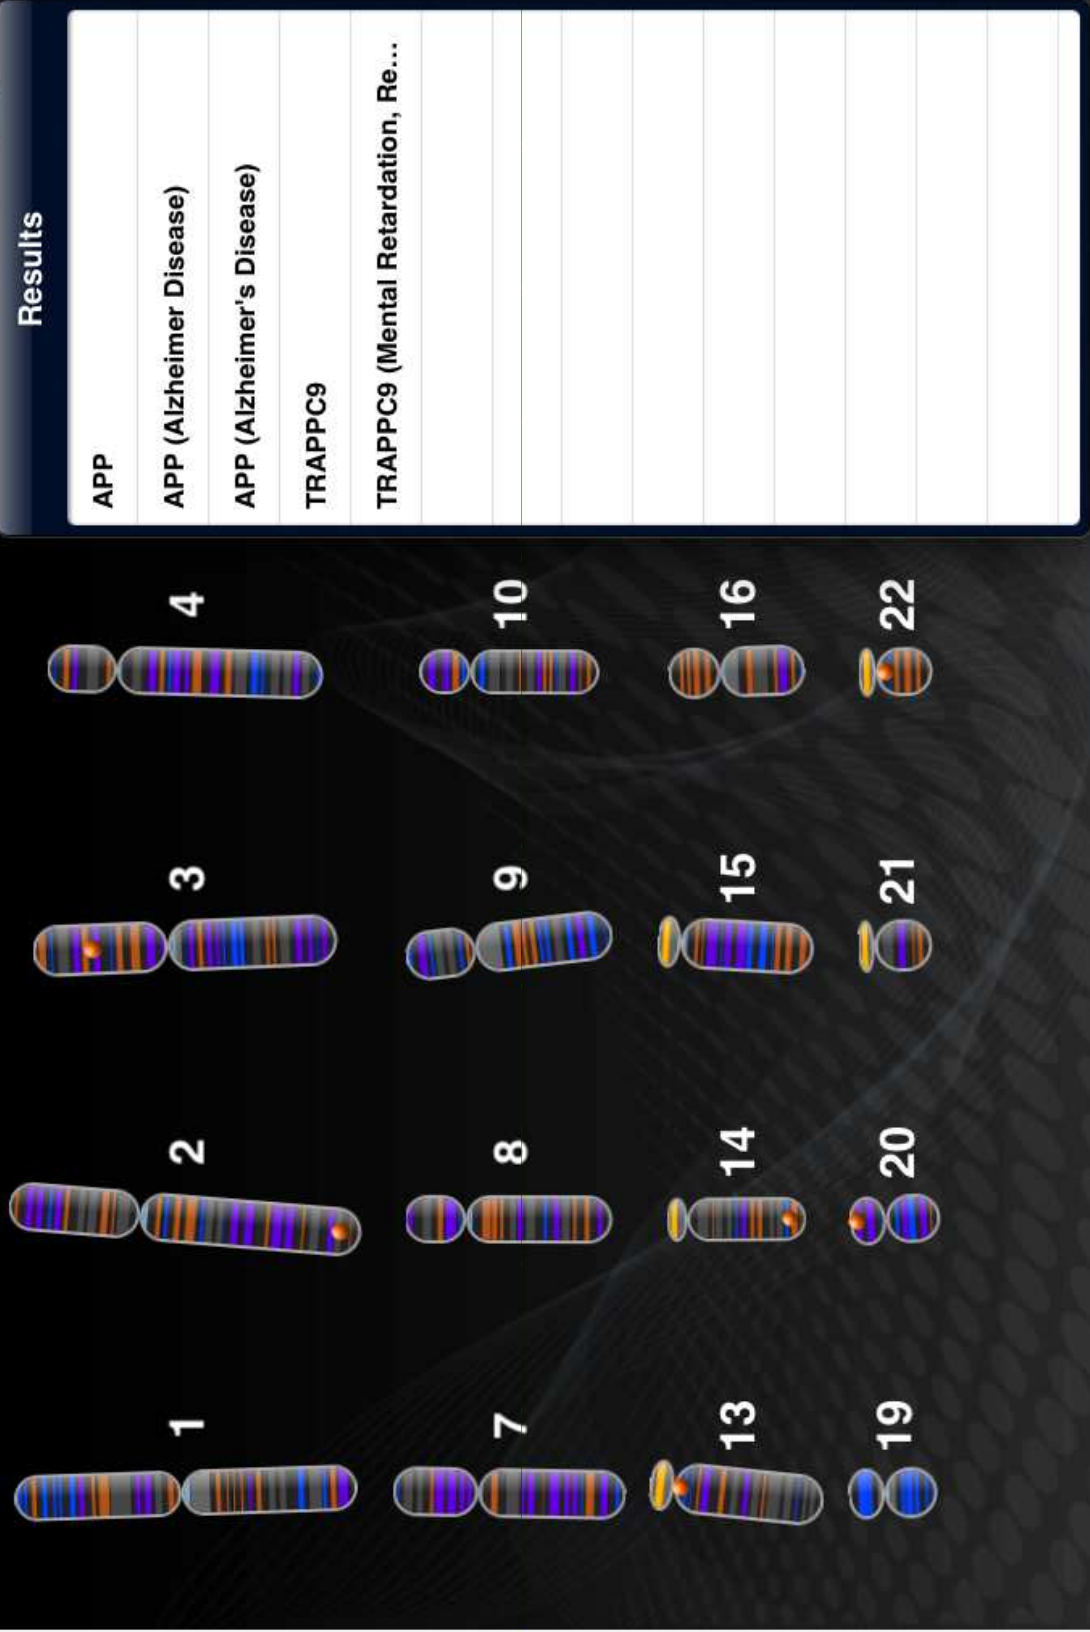 Results
APP
APP (Alzheimer Disease)
APP (Alzheimer's Disease)
TRAPPC9
TRAPPC9 (Mental Retardation, Re...
1 2 3 4
7 8 9 10
13 14 15 16
19 20 21 22